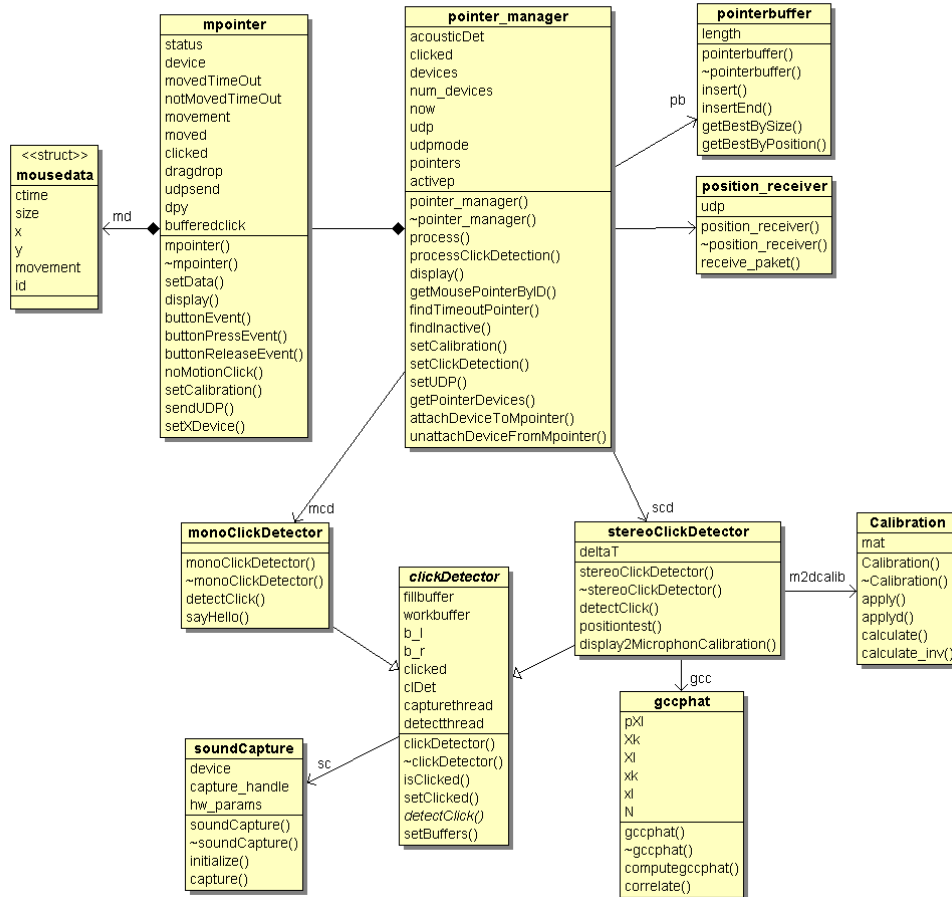 mpointer
status
device
movedTimeOut
notMovedTimeOut
movement
moved
clicked
dragdrop
udpsend
dpy
bufferedclick
mpointer()
~mpointer()
setData()
display()
buttonEvent()
buttonPressEvent()
buttonReleaseEvent()
noMotionClick()
setCalibration()
sendUDP()
setXDevice()
pointer_manager
acousticDet
clicked
devices
num_devices
now
udp
udpmode
pointers
activep
pointer_manager()
~pointer_manager()
process()
processClickDetection()
display()
getMousePointerByID()
findTimeoutPointer()
findInactive()
setCalibration()
setClickDetection()
setUDP()
getPointerDevices()
attachDeviceToMpointer()
unattachDeviceFromMpointer()
pb
pointerbuffer
length
pointerbuffer()
~pointerbuffer()
insert()
insertEnd()
getBestBySize()
getBestByPosition()
position_receiver
udp
position_receiver()
~position_receiver()
receive_paket()
<<struct>>
mousedata
ctime
size
x
y
movement
id
md
mcd
scd
monoClickDetector
monoClickDetector()
~monoClickDetector()
detectClick()
sayHello()
clickDetector
fillbuffer
workbuffer
b_l
b_r
clicked
clDet
capturethread
detectthread
clickDetector()
~clickDetector()
isClicked()
setClicked()
detectClick()
setBuffers()
stereoClickDetector
deltaT
stereoClickDetector()
~stereoClickDetector()
detectClick()
positiontest()
display2MicrophonCalibration()
m2dcalib
Calibration
mat
Calibration()
~Calibration()
apply()
applyd()
calculate()
calculate_inv()
gcc
gccphat
pXl
Xk
Xl
xk
xl
N
gccphat()
~gccphat()
computegccphat()
correlate()
sc
soundCapture
device
capture_handle
hw_params
soundCapture()
~soundCapture()
initialize()
capture()